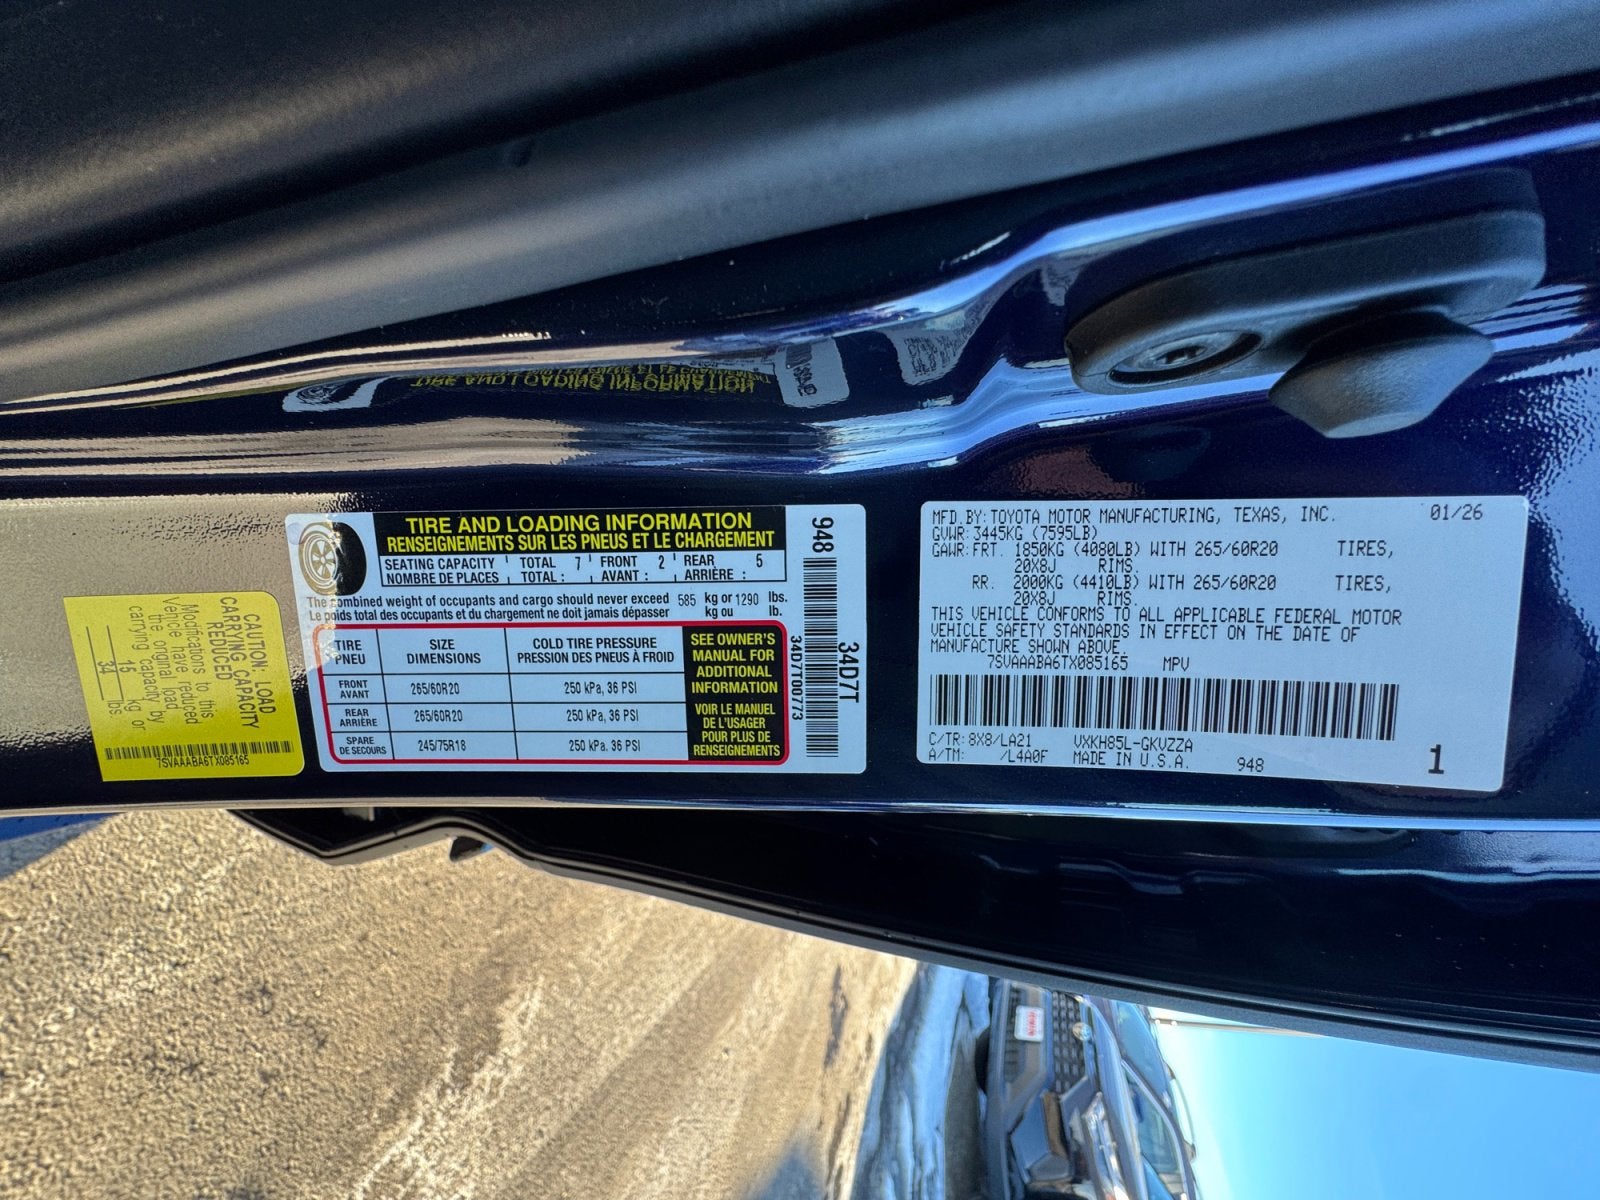 CAUTION: LOAD
CARRYING CAPACITY
REDUCED
Modifications to this
Vehicle have reduced
the original load
carrying capacity by
15 kg or
34 lbs
7SVAAABA6TX085165
TIRE AND LOADING INFORMATION
RENSEIGNEMENTS SUR LES PNEUS ET LE CHARGEMENT
SEATING CAPACITY TOTAL 7 FRONT 2 REAR 5
NOMBRE DE PLACES TOTAL : AVANT : ARRIÈRE :
The combined weight of occupants and cargo should never exceed 585 kg or 1290 lbs.
Le poids total des occupants et du chargement ne doit jamais dépasser kg ou lb.
TIRE SIZE COLD TIRE PRESSURE
PNEU DIMENSIONS PRESSION DES PNEUS À FROID
FRONT
AVANT 265/60R20 250 kPa, 36 PSI
REAR
ARRIÈRE 265/60R20 250 kPa, 36 PSI
SPARE
DE SECOURS 245/75R18 250 kPa. 36 PSI
SEE OWNER'S
MANUAL FOR
ADDITIONAL
INFORMATION
VOIR LE MANUEL
DE L'USAGER
POUR PLUS DE
RENSEIGNEMENTS
948
34D7T00773
34D7T
MFD.BY:TOYOTA MOTOR MANUFACTURING, TEXAS, INC. 01/26
GVWR:3445KG (7595LB)
GAWR:FRT. 1850KG (4080LB) WITH 265/60R20 TIRES,
20X8J RIMS.
RR. 2000KG (4410LB) WITH 265/60R20 TIRES,
20X8J RIMS.
THIS VEHICLE CONFORMS TO ALL APPLICABLE FEDERAL MOTOR
VEHICLE SAFETY STANDARDS IN EFFECT ON THE DATE OF
MANUFACTURE SHOWN ABOVE.
7SVAAABA6TX085165 MPV
C/TR:8X8/LA21 VXKH85L-GKVZZA
A/TM: /L4A0F MADE IN U.S.A. 948 1